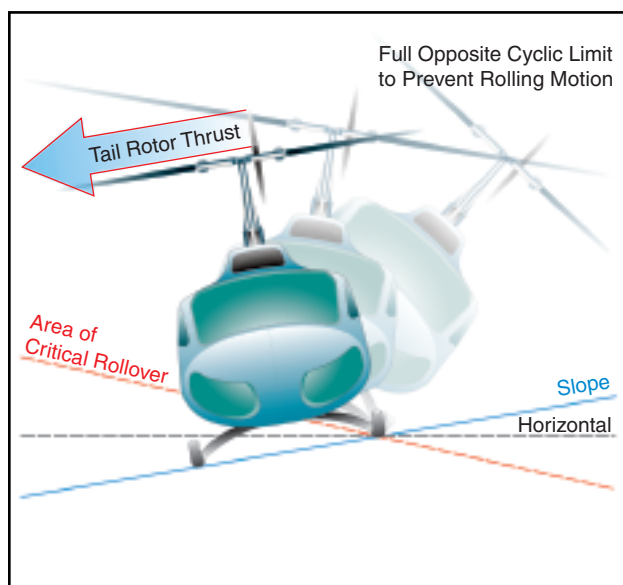 Full Opposite Cyclic Limit
to Prevent Rolling Motion
Tail Rotor Thrust
Area of
Critical Rollover
Slope
Horizontal